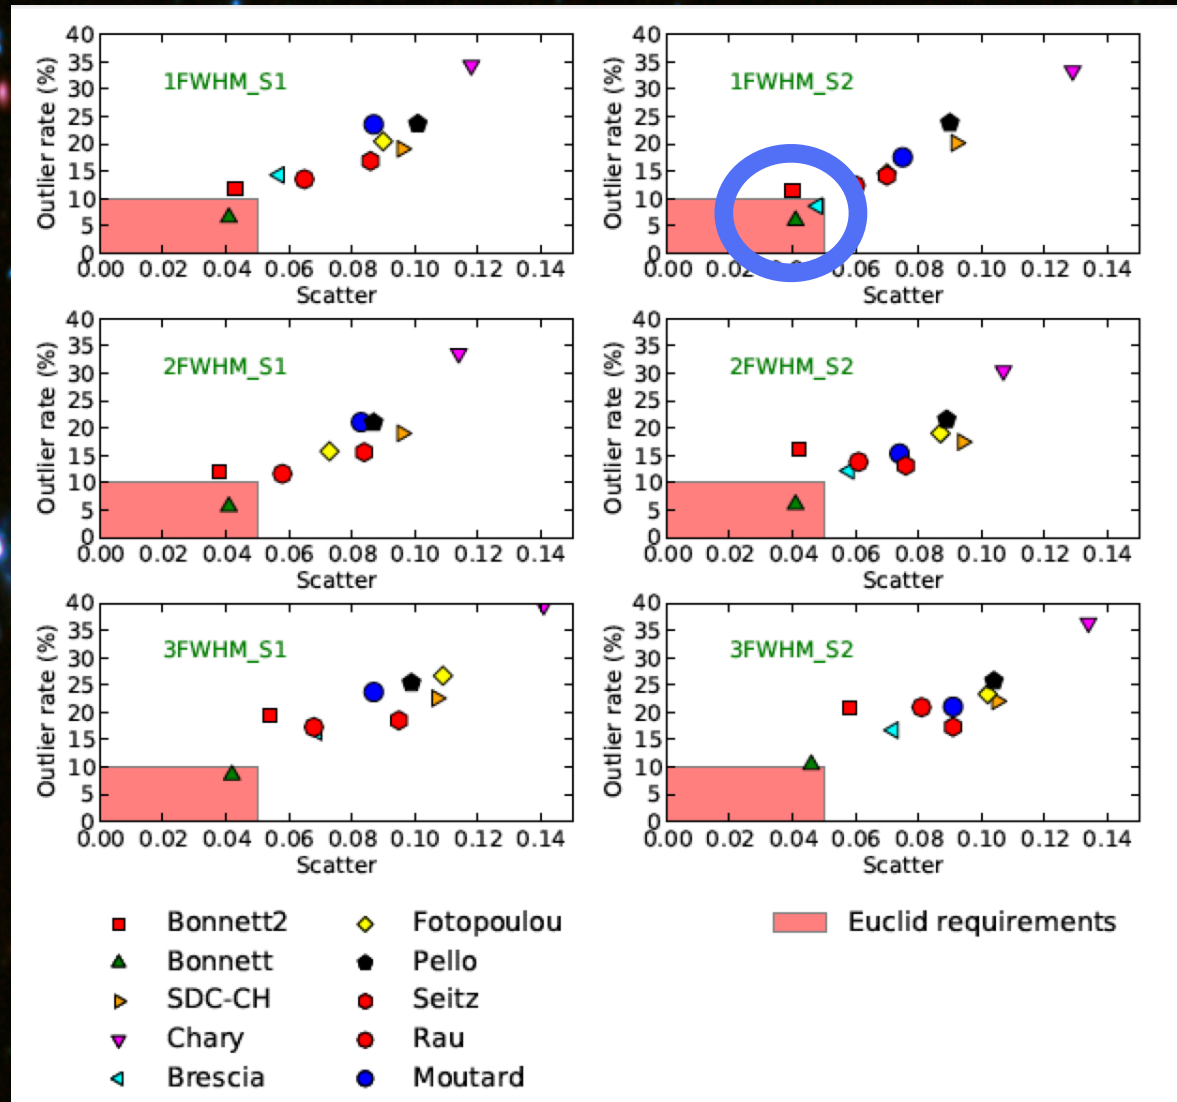 1FWHM_S1
Outlier rate (%)
40
35
30
25
20
15
10
5
0
0.00 0.02 0.04 0.06 0.08 0.10 0.12 0.14
Scatter
1FWHM_S2
Outlier rate (%)
40
35
30
25
20
15
10
5
0
0.00 0.06 0.08 0.10 0.12 0.14
Scatter
2FWHM_S1
Outlier rate (%)
40
35
30
25
20
15
10
5
0
0.00 0.02 0.04 0.06 0.08 0.10 0.12 0.14
Scatter
2FWHM_S2
Outlier rate (%)
40
35
30
25
20
15
10
5
0
0.00 0.02 0.04 0.06 0.08 0.10 0.12 0.14
Scatter
3FWHM_S1
Outlier rate (%)
40
35
30
25
20
15
10
5
0
0.00 0.02 0.04 0.06 0.08 0.10 0.12 0.14
Scatter
3FWHM_S2
Outlier rate (%)
40
35
30
25
20
15
10
5
0
0.00 0.02 0.04 0.06 0.08 0.10 0.12 0.14
Scatter
Bonnett2
Bonnett
SDC-CH
Chary
Brescia
Fotopoulou
Pello
Seitz
Rau
Moutard
Euclid requirements